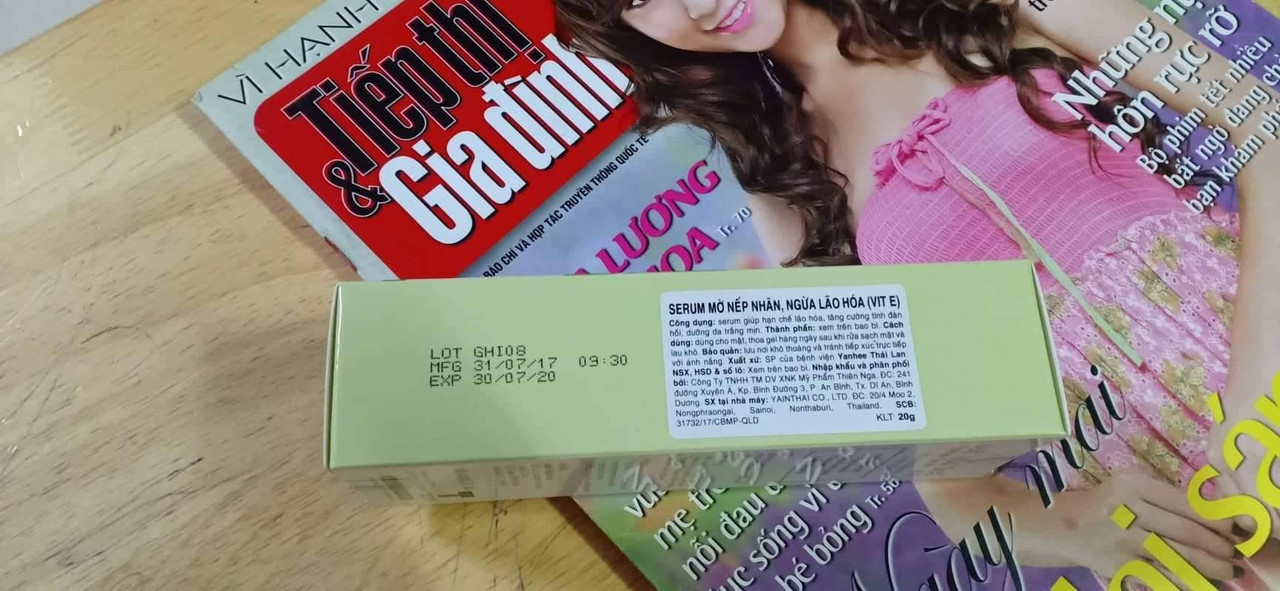 VÌ HẠNH
Tiếp thị
& Gia đình
BÁO CHÍ VÀ HỢP TÁC TRUYỀN THÔNG QUỐC TẾ
LƯƠNG
HOA Tr. 70
Những nụ
hôn rực rỡ
Bộ phim tết nhiều
bất ngờ đang chờ
bạn khám phá
LOT GHI08
MFG 31/07/17 09:30
EXP 30/07/20
SERUM MỜ NẾP NHĂN, NGỪA LÃO HÓA (VIT E)
Công dụng: serum giúp hạn chế lão hóa, tăng cường tính đàn
hồi, dưỡng da trắng mịn. Thành phần: xem trên bao bì. Cách
dùng: dùng cho mặt, thoa gel hàng ngày sau khi rửa sạch mặt và
lau khô. Bảo quản: lưu nơi khô thoáng và tránh tiếp xúc trực tiếp
với ánh nắng. Xuất xứ: SP của bệnh viện Yanhee Thái Lan.
NSX, HSD & số lô: Xem trên bao bì. Nhập khẩu và phân phối
bởi: Công Ty TNHH TM DV XNK Mỹ Phẩm Thiên Nga. ĐC: 241
đường Xuyên Á, Kp. Bình Đường 3, P. An Bình, Tx. Dĩ An, Bình
Dương. SX tại nhà máy: YAINTHAI CO., LTD. ĐC: 20/4 Moo 2,
Nongphraongai, Sainoi, Nonthaburi, Thailand. SCB:
31732/17/CBMP-QLD KLT: 20g
mẹ
nỗi đau
sống vì
bé bỏng Tr. 56
Ngày mai